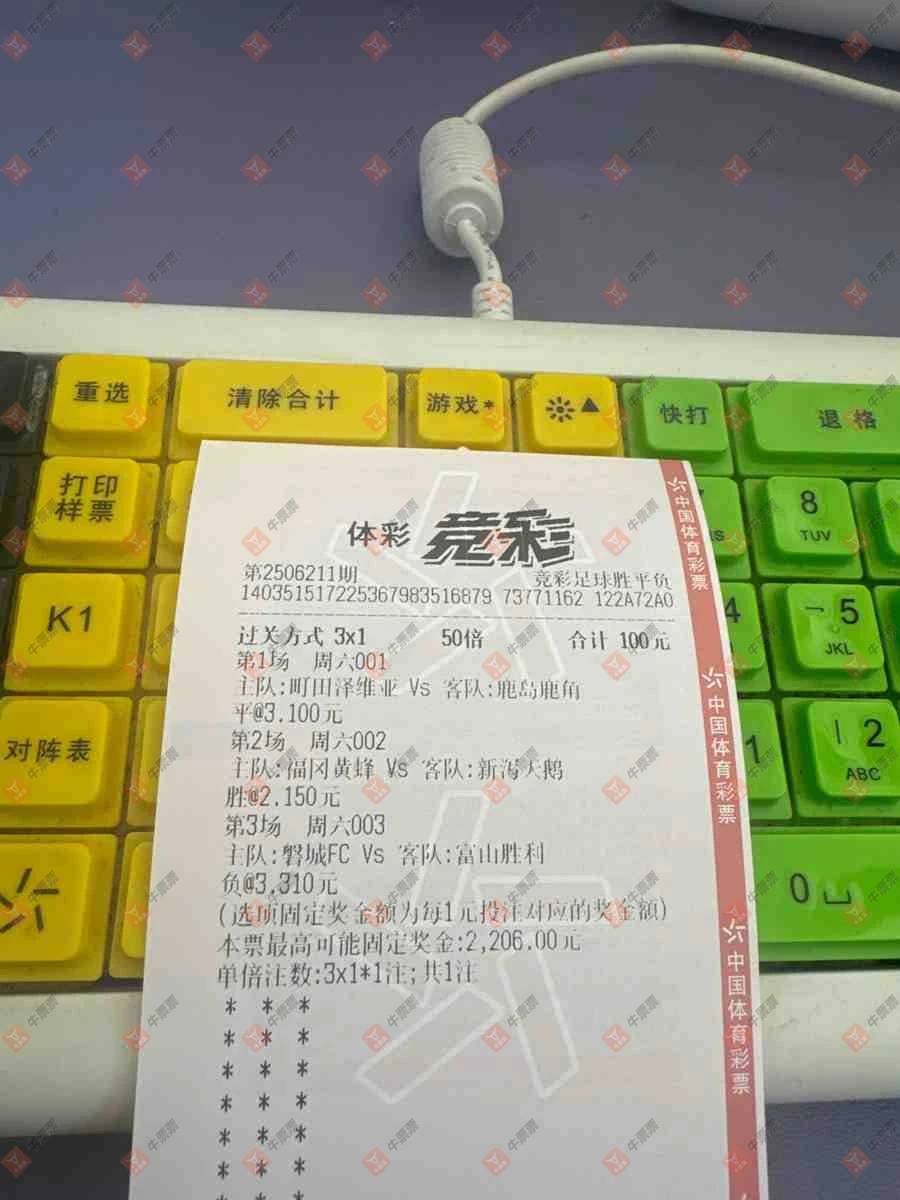 重选
清除合计
游戏*
▲
快打
退格
打印
样票
8
TUV
K1
4
5
JKL
对阵表
1
2
ABC
0
体彩 竞彩
第2506211期 竞彩足球胜平负
140351517225367983516879 73771162 122A72A0
过关方式 3x1 50倍 合计 100元
第1场 周六001
主队:町田泽维亚 Vs 客队:鹿岛鹿角
平@3.100元
第2场 周六002
主队:福冈黄蜂 Vs 客队:新泻天鹅
胜@2.150元
第3场 周六003
主队:磐城FC Vs 客队:富山胜利
负@3.310元
(选项固定奖金额为每1元投注对应的奖金额)
本票最高可能固定奖金:2,206.00元
单倍注数:3x1*1注;共1注
* * *
* * *
* * *
* * *
* * *
* * *
中国体育彩票
中国体育彩票
中国体育彩票
牛票票